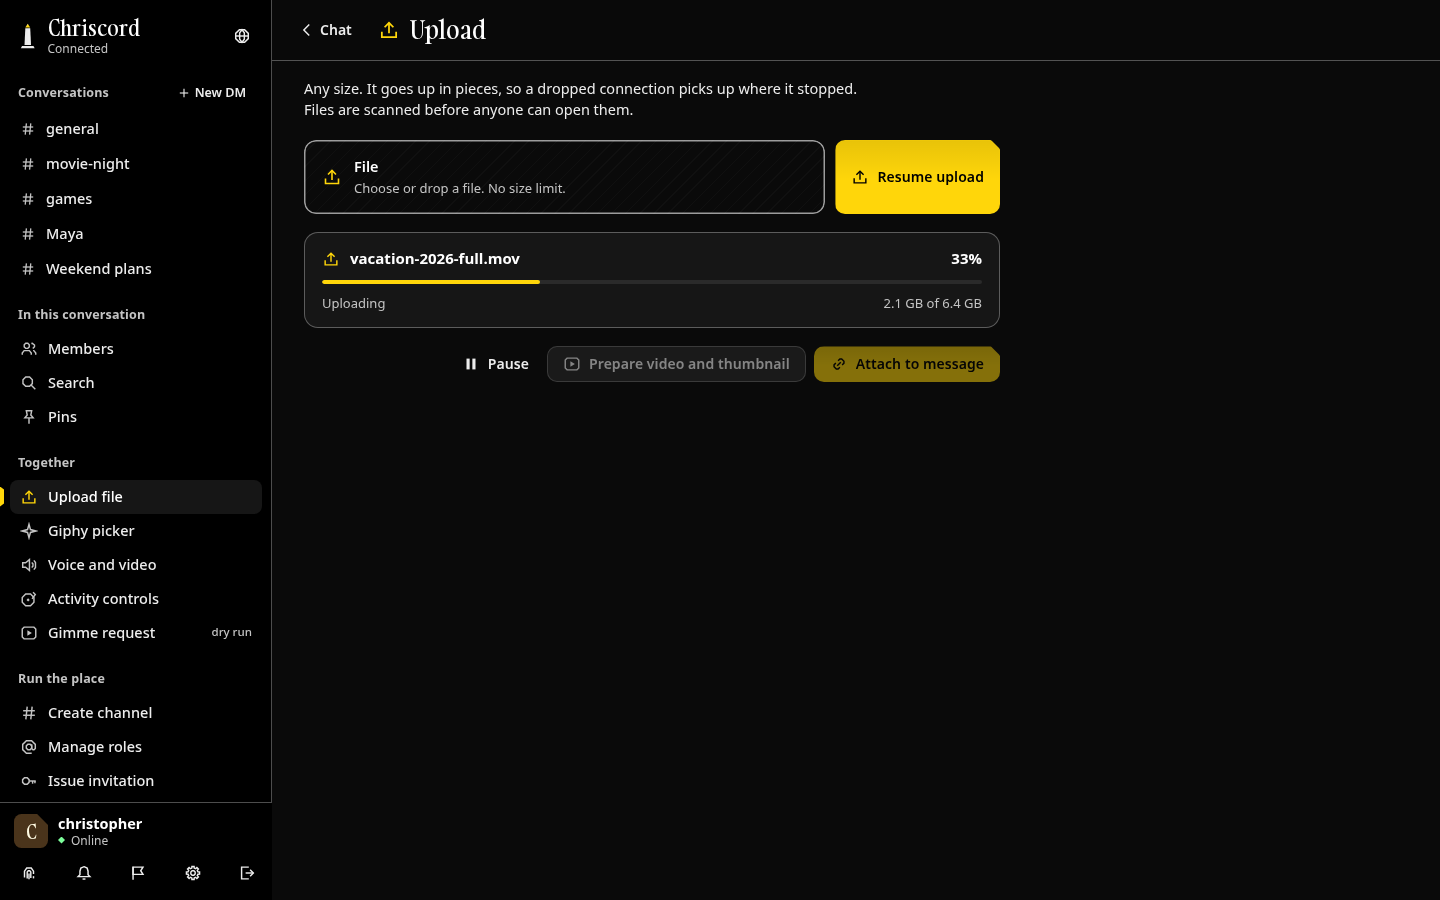 Chriscord
Connected
Conversations
New DM
general
movie-night
games
Maya
Weekend plans
In this conversation
Members
Search
Pins
Together
Upload file
Giphy picker
Voice and video
Activity controls
Gimme request
dry run
Run the place
Create channel
Manage roles
Issue invitation
C
christopher
Online
Chat
Upload
Any size. It goes up in pieces, so a dropped connection picks up where it stopped.
Files are scanned before anyone can open them.
File
Choose or drop a file. No size limit.
Resume upload
vacation-2026-full.mov
33%
Uploading
2.1 GB of 6.4 GB
Pause
Prepare video and thumbnail
Attach to message